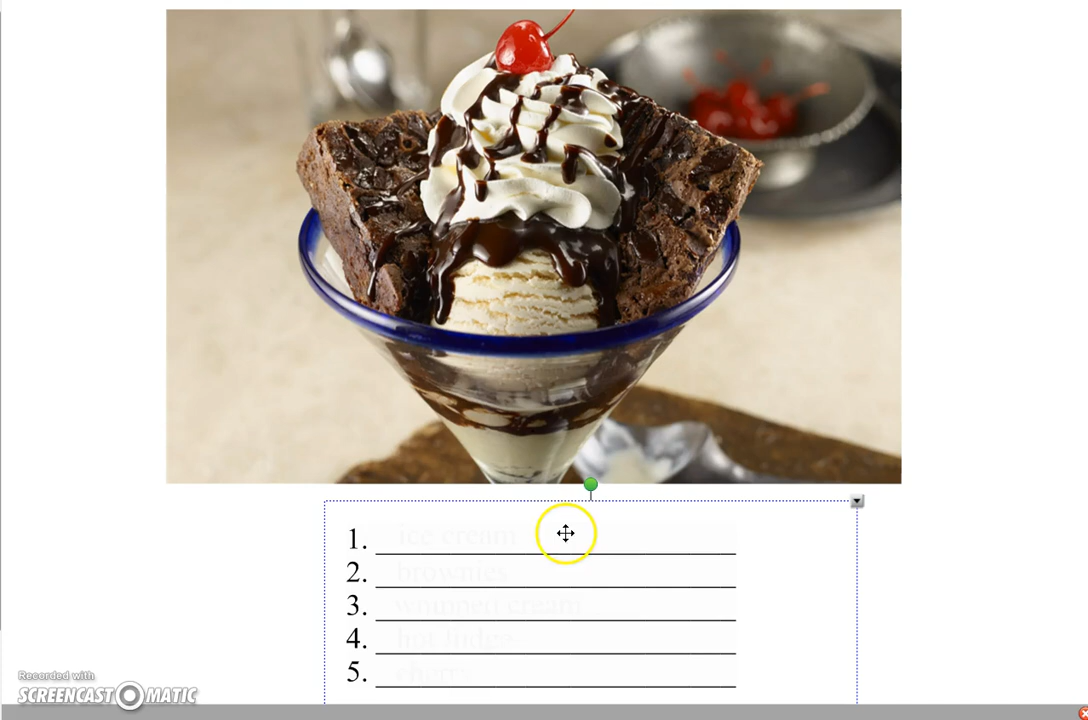 1. ice cream
2. brownies
3. whipped cream
4. hot fudge
5. cherry
Recorded with
SCREENCAST O MATIC